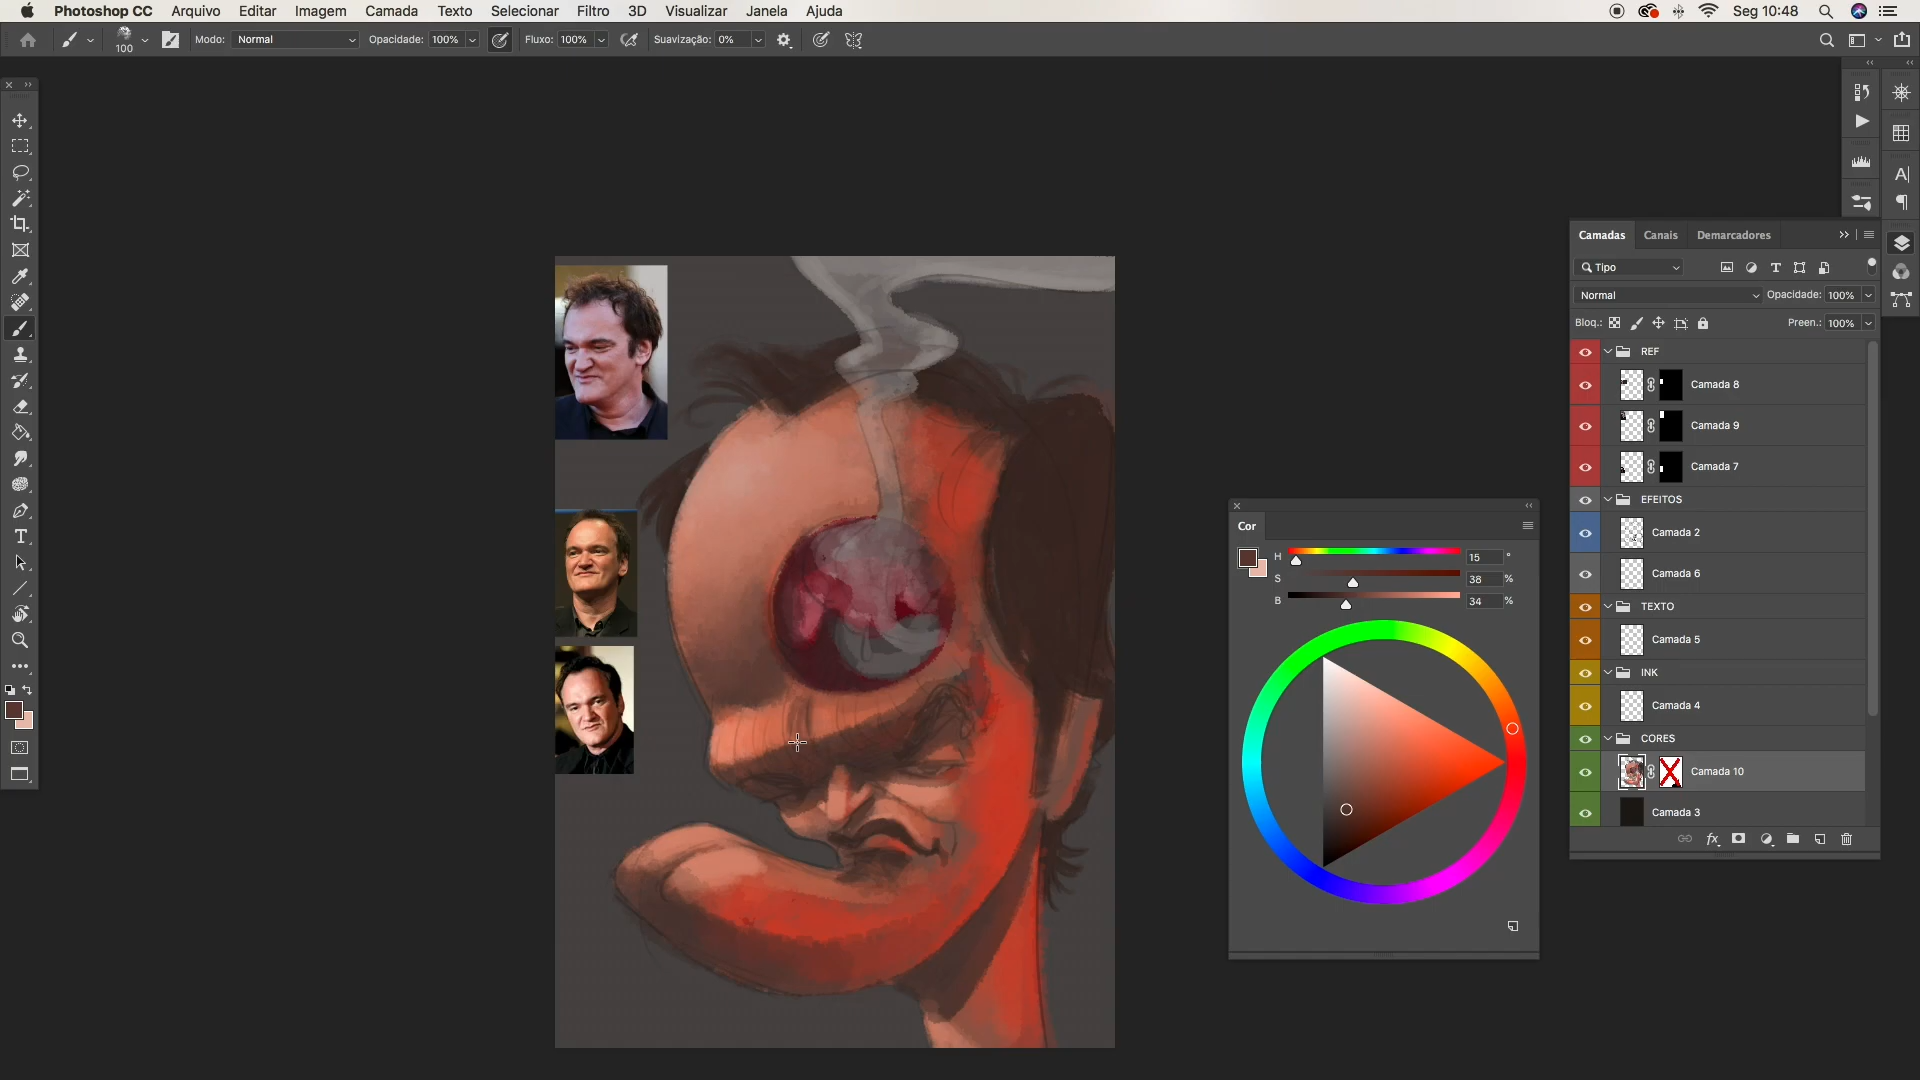 Photoshop CC Arquivo Editar Imagem Camada Texto Selecionar Filtro 3D Visualizar Janela Ajuda Seg 10:48
100 Modo: Normal Opacidade: 100% Fluxo: 100% Suavização: 0%
Camadas Canais Demarcadores
Tipo
Normal Opacidade: 100%
Bloq.: Preen.: 100%
REF
Camada 8
Camada 9
Camada 7
EFEITOS
Camada 2
Camada 6
TEXTO
Camada 5
INK
Camada 4
CORES
Camada 10
Camada 3
Cor
H 15 °
S 38 %
B 34 %